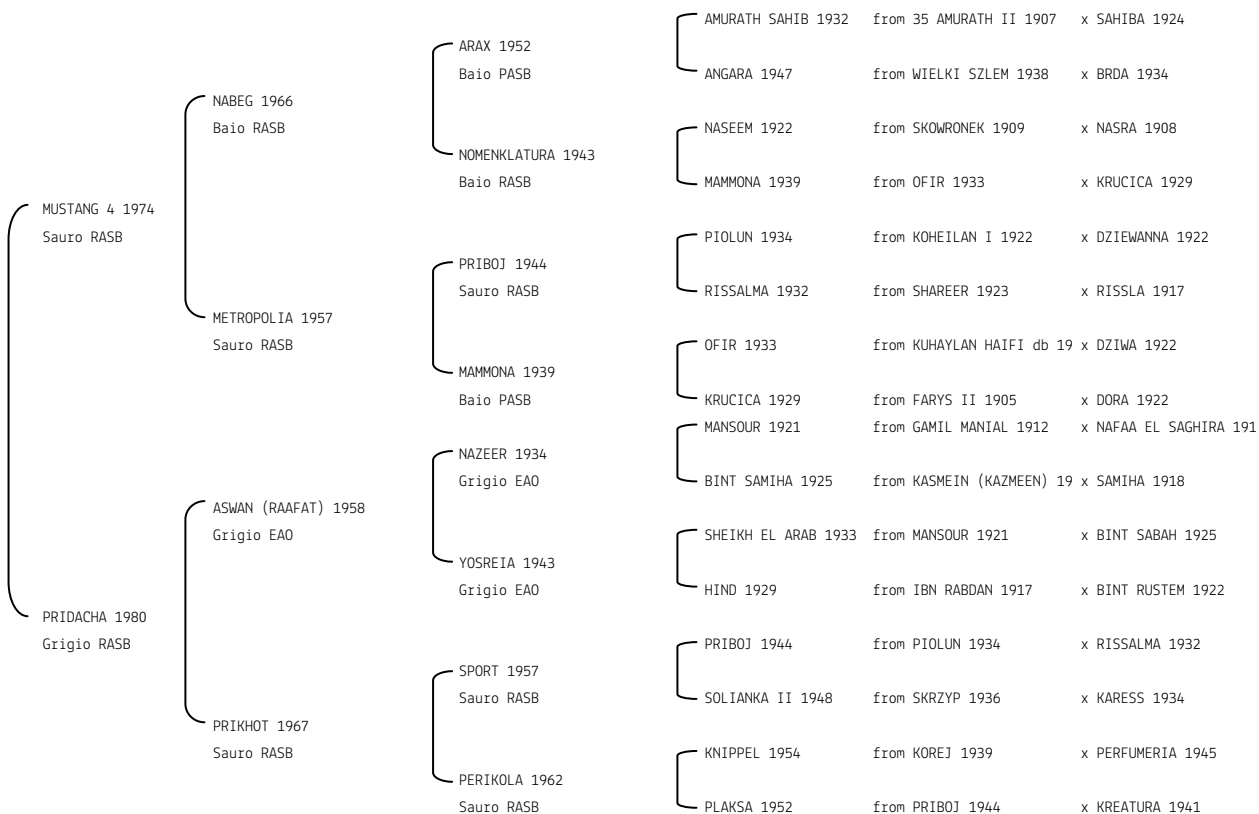 AMURATH SAHIB 1932 from 35 AMURATH II 1907 x SAHIBA 1924
ARAX 1952
Baio PASB
ANGARA 1947 from WIELKI SZLEM 1938 x BRDA 1934
NABEG 1966
Baio RASB
NASEEM 1922 from SKOWRONEK 1909 x NASRA 1908
NOMENKLATURA 1943
Baio RASB
MAMMONA 1939 from OFIR 1933 x KRUCICA 1929
MUSTANG 4 1974
Sauro RASB
PIOLUN 1934 from KOHEILAN I 1922 x DZIEWANNA 1922
PRIBOJ 1944
Sauro RASB
RISSALMA 1932 from SHAREER 1923 x RISSLA 1917
METROPOLIA 1957
Sauro RASB
OFIR 1933 from KUHAYLAN HAIFI db 19 x DZIWA 1922
MAMMONA 1939
Baio PASB
KRUCICA 1929 from FARYS II 1905 x DORA 1922
MANSOUR 1921 from GAMIL MANIAL 1912 x NAFAA EL SAGHIRA 191
NAZEER 1934
Grigio EAO
BINT SAMIHA 1925 from KASMEIN (KAZMEEN) 19 x SAMIHA 1918
ASWAN (RAAFAT) 1958
Grigio EAO
SHEIKH EL ARAB 1933 from MANSOUR 1921 x BINT SABAH 1925
YOSREIA 1943
Grigio EAO
HIND 1929 from IBN RABDAN 1917 x BINT RUSTEM 1922
PRIDACHA 1980
Grigio RASB
PRIBOJ 1944 from PIOLUN 1934 x RISSALMA 1932
SPORT 1957
Sauro RASB
SOLIANKA II 1948 from SKRZYP 1936 x KARESS 1934
PRIKHOT 1967
Sauro RASB
KNIPPEL 1954 from KOREJ 1939 x PERFUMERIA 1945
PERIKOLA 1962
Sauro RASB
PLAKSA 1952 from PRIBOJ 1944 x KREATURA 1941